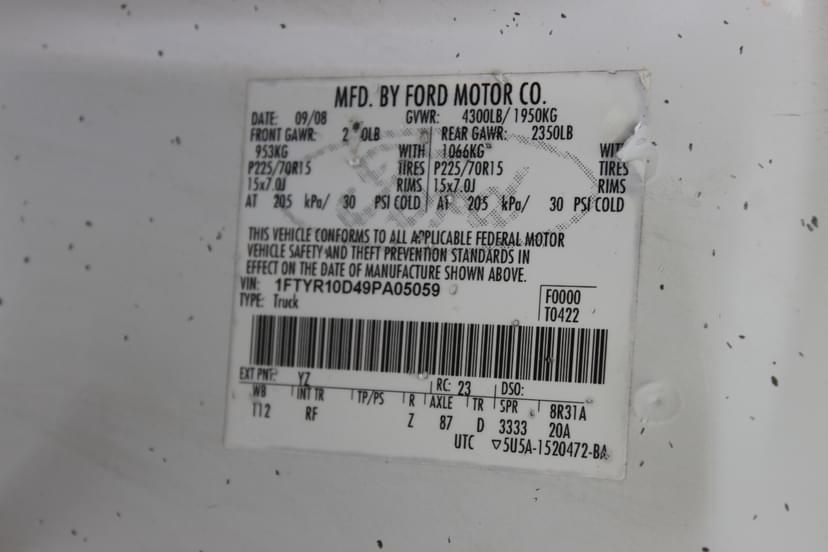 MFD. BY FORD MOTOR CO.
DATE: 09/08 GVWR: 4300LB/ 1950KG
FRONT GAWR: 2 0LB REAR GAWR: 2350LB
953KG WITH 1066KG WITH
P225/70R15 TIRES P225/70R15 TIRES
15x7.0J RIMS 15x7.0J RIMS
AT 205 kPa/ 30 PSI COLD AT 205 kPa/ 30 PSI COLD
THIS VEHICLE CONFORMS TO ALL APPLICABLE FEDERAL MOTOR
VEHICLE SAFETY AND THEFT PREVENTION STANDARDS IN
EFFECT ON THE DATE OF MANUFACTURE SHOWN ABOVE.
VIN: 1FTYR10D49PA05059 F0000
TYPE: Truck T0422
EXT PNT: YZ RC: 23 DSO:
WB INT TR TP/PS R AXLE TR SPR 8R31A
112 RF Z 87 D 3333 20A
UTC ▽5U5A-1520472-BA